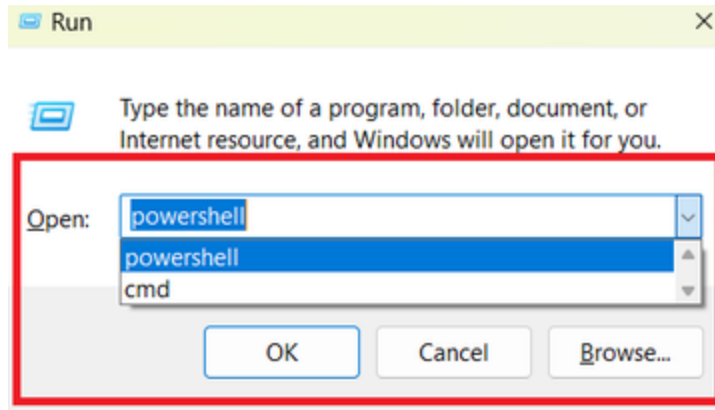 Run
Type the name of a program, folder, document, or
Internet resource, and Windows will open it for you.
Open:
powershell
powershell
cmd
OK Cancel Browse...